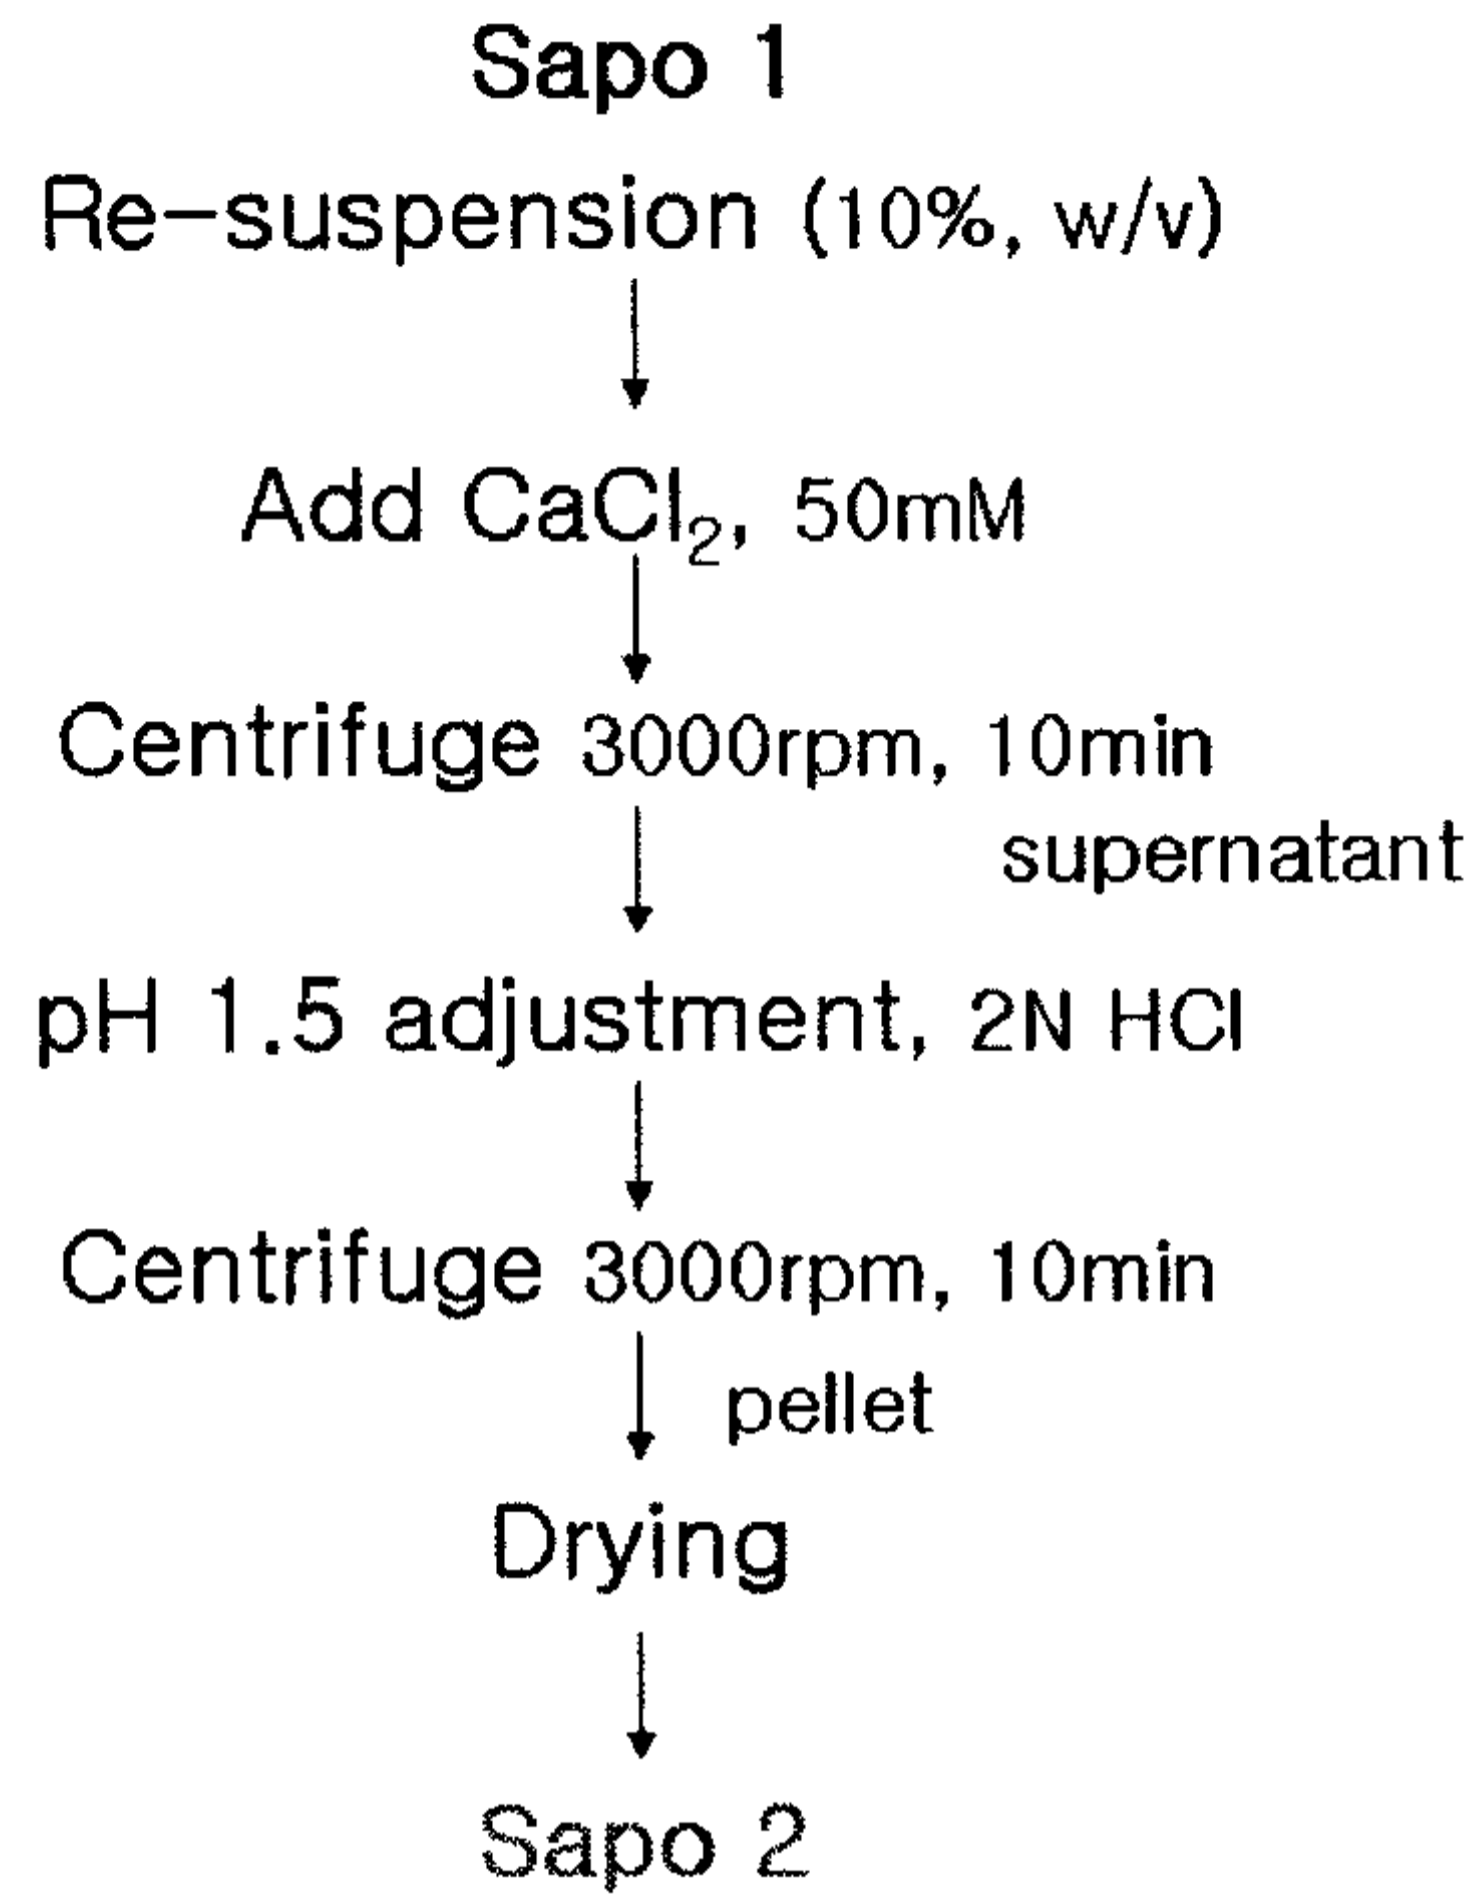 Sapo 1
Re-suspension (10%, w/v)
Add CaCl₂, 50mM
Centrifuge 3000rpm, 10min
supernatant
pH 1.5 adjustment, 2N HCl
Centrifuge 3000rpm, 10min
pellet
Drying
Sapo 2